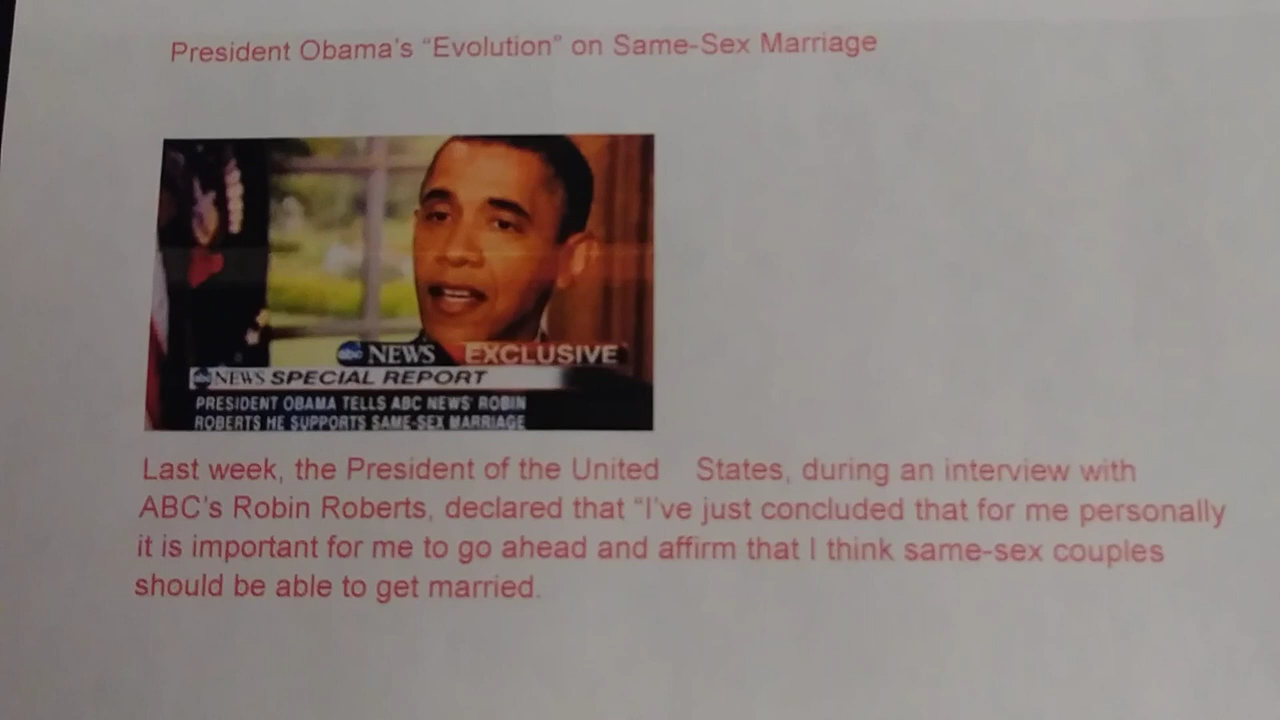 President Obama's “Evolution” on Same-Sex Marriage
abc NEWS EXCLUSIVE
abc NEWS SPECIAL REPORT
PRESIDENT OBAMA TELLS ABC NEWS' ROBIN
ROBERTS HE SUPPORTS SAME-SEX MARRIAGE
Last week, the President of the United States, during an interview with
ABC's Robin Roberts, declared that “I've just concluded that for me personally
it is important for me to go ahead and affirm that I think same-sex couples
should be able to get married.